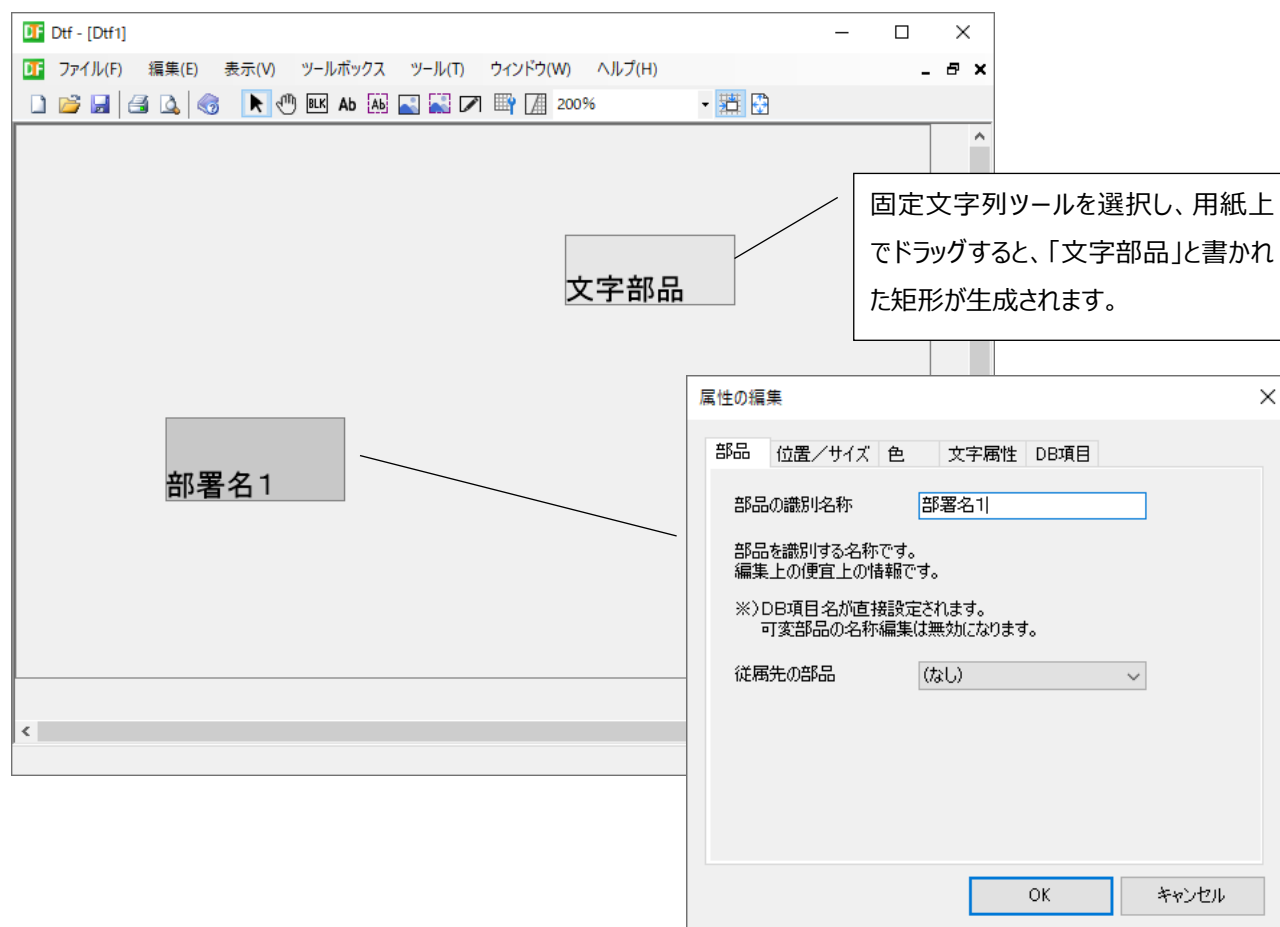 Dtf - [Dtf1]
ファイル(F) 編集(E) 表示(V) ツールボックス ツール(T) ウィンドウ(W) ヘルプ(H)
BLK Ab Ab 200%
固定文字列ツールを選択し、用紙上
でドラッグすると、「文字部品」と書かれ
た矩形が生成されます。
文字部品
部署名1
属性の編集
部品 位置/サイズ 色 文字属性 DB項目
部品の識別名称 部署名1
部品を識別する名称です。
編集上の便宜上の情報です。
※)DB項目名が直接設定されます。
可変部品の名称編集は無効になります。
従属先の部品 (なし)
OK キャンセル